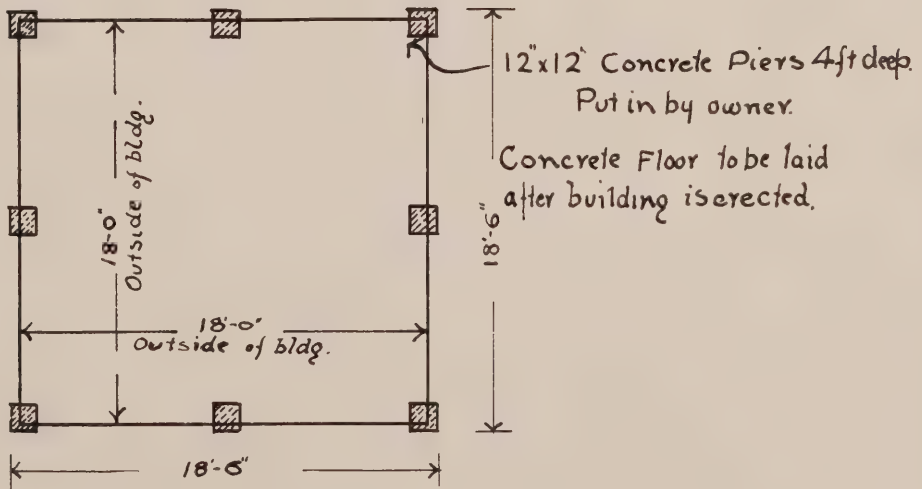 12"x12" Concrete Piers 4ft deep.
Put in by owner.
Concrete Floor to be laid
after building is erected.
18'-0"
Outside of bldg.
18'-6"
18'-0"
Outside of bldg.
18'-6"